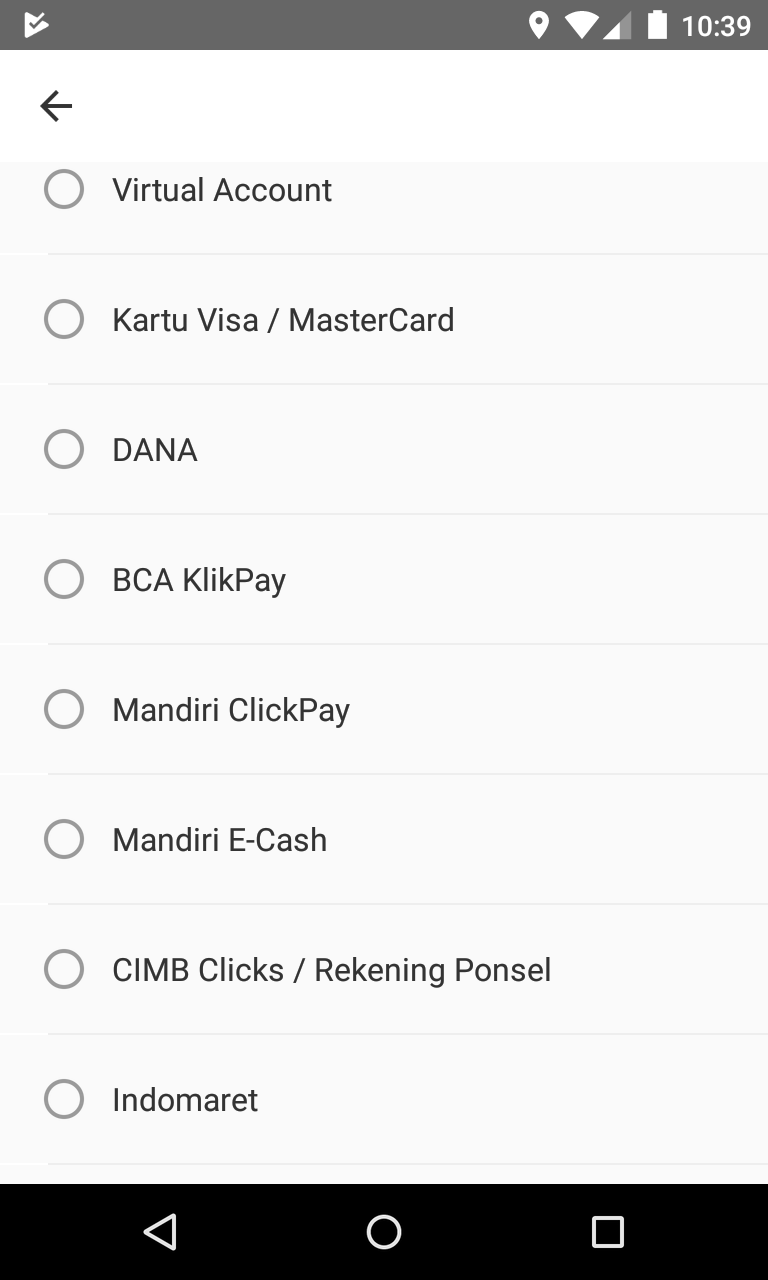 10:39
Virtual Account
Kartu Visa / MasterCard
DANA
BCA KlikPay
Mandiri ClickPay
Mandiri E-Cash
CIMB Clicks / Rekening Ponsel
Indomaret